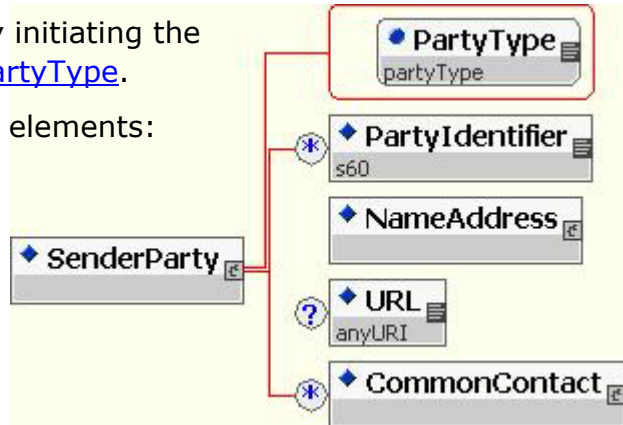 y initiating the
artyType.
elements:
PartyType
partyType
* PartyIdentifier
s60
NameAddress
SenderParty
? URL
anyURI
* CommonContact